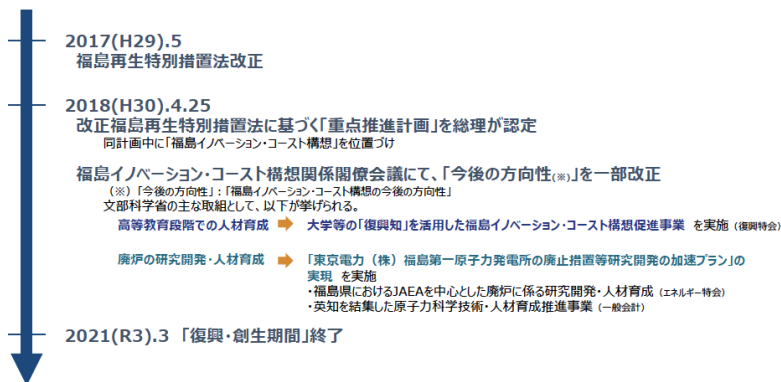 2017(H29).5
福島再生特別措置法改正
2018(H30).4.25
改正福島再生特別措置法に基づく「重点推進計画」を総理が認定
同計画中に「福島イノベーション・コースト構想」を位置づけ
福島イノベーション・コースト構想関係閣僚会議にて、「今後の方向性(※)」を一部改正
(※)「今後の方向性」:「福島イノベーション・コースト構想の今後の方向性」
文部科学省の主な取組として、以下が挙げられる。
高等教育段階での人材育成 ➡ 大学等の「復興知」を活用した福島イノベーション・コースト構想促進事業 を実施 (復興特会)
廃炉の研究開発・人材育成 ➡ 「東京電力(株)福島第一原子力発電所の廃止措置等研究開発の加速プラン」の
実現 を実施
・福島県におけるJAEAを中心とした廃炉に係る研究開発・人材育成 (エネルギー特会)
・英知を結集した原子力科学技術・人材育成推進事業 (一般会計)
2021(R3).3 「復興・創生期間」終了